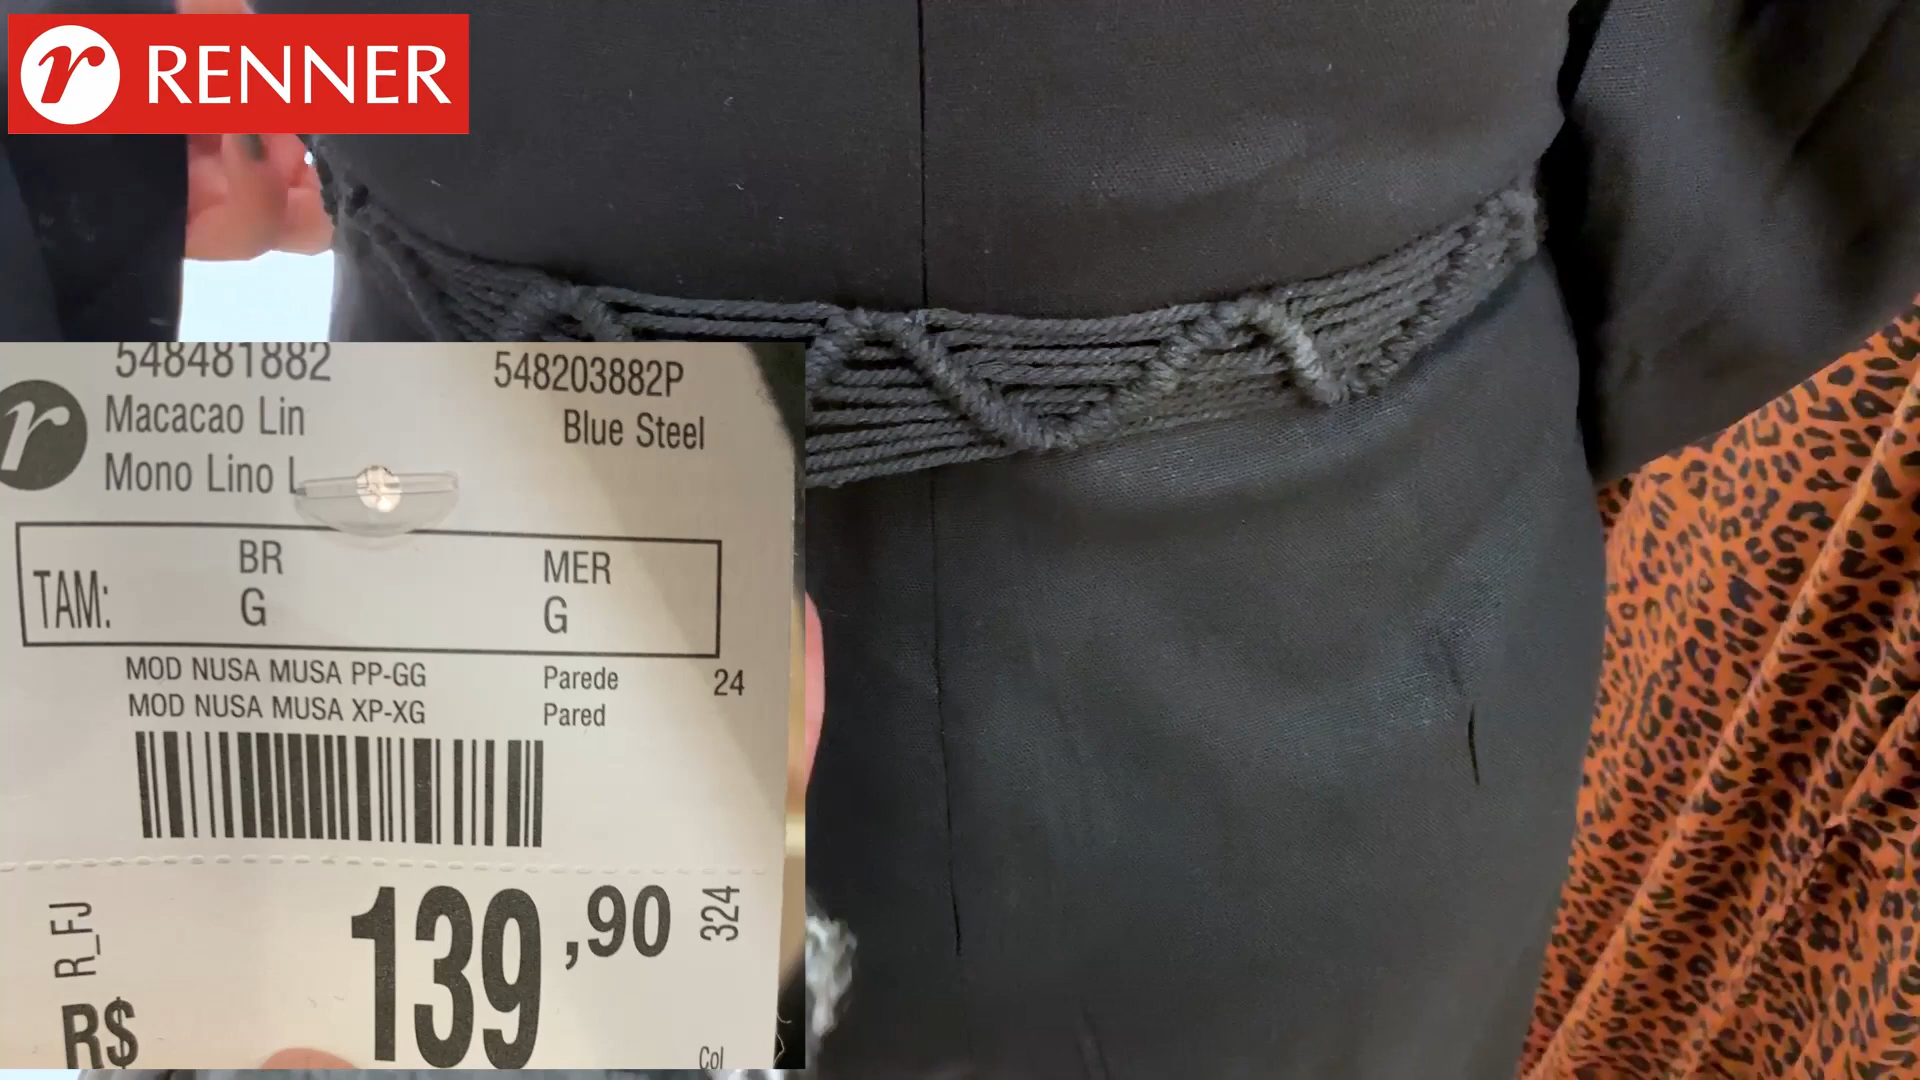 r RENNER
548481882
548203882P
r
Macacao Lin
Blue Steel
Mono Lino L
TAM:
BR
MER
G
G
MOD NUSA MUSA PP-GG
Parede
24
MOD NUSA MUSA XP-XG
Pared
R_FJ
R$ 139,90
324
Col